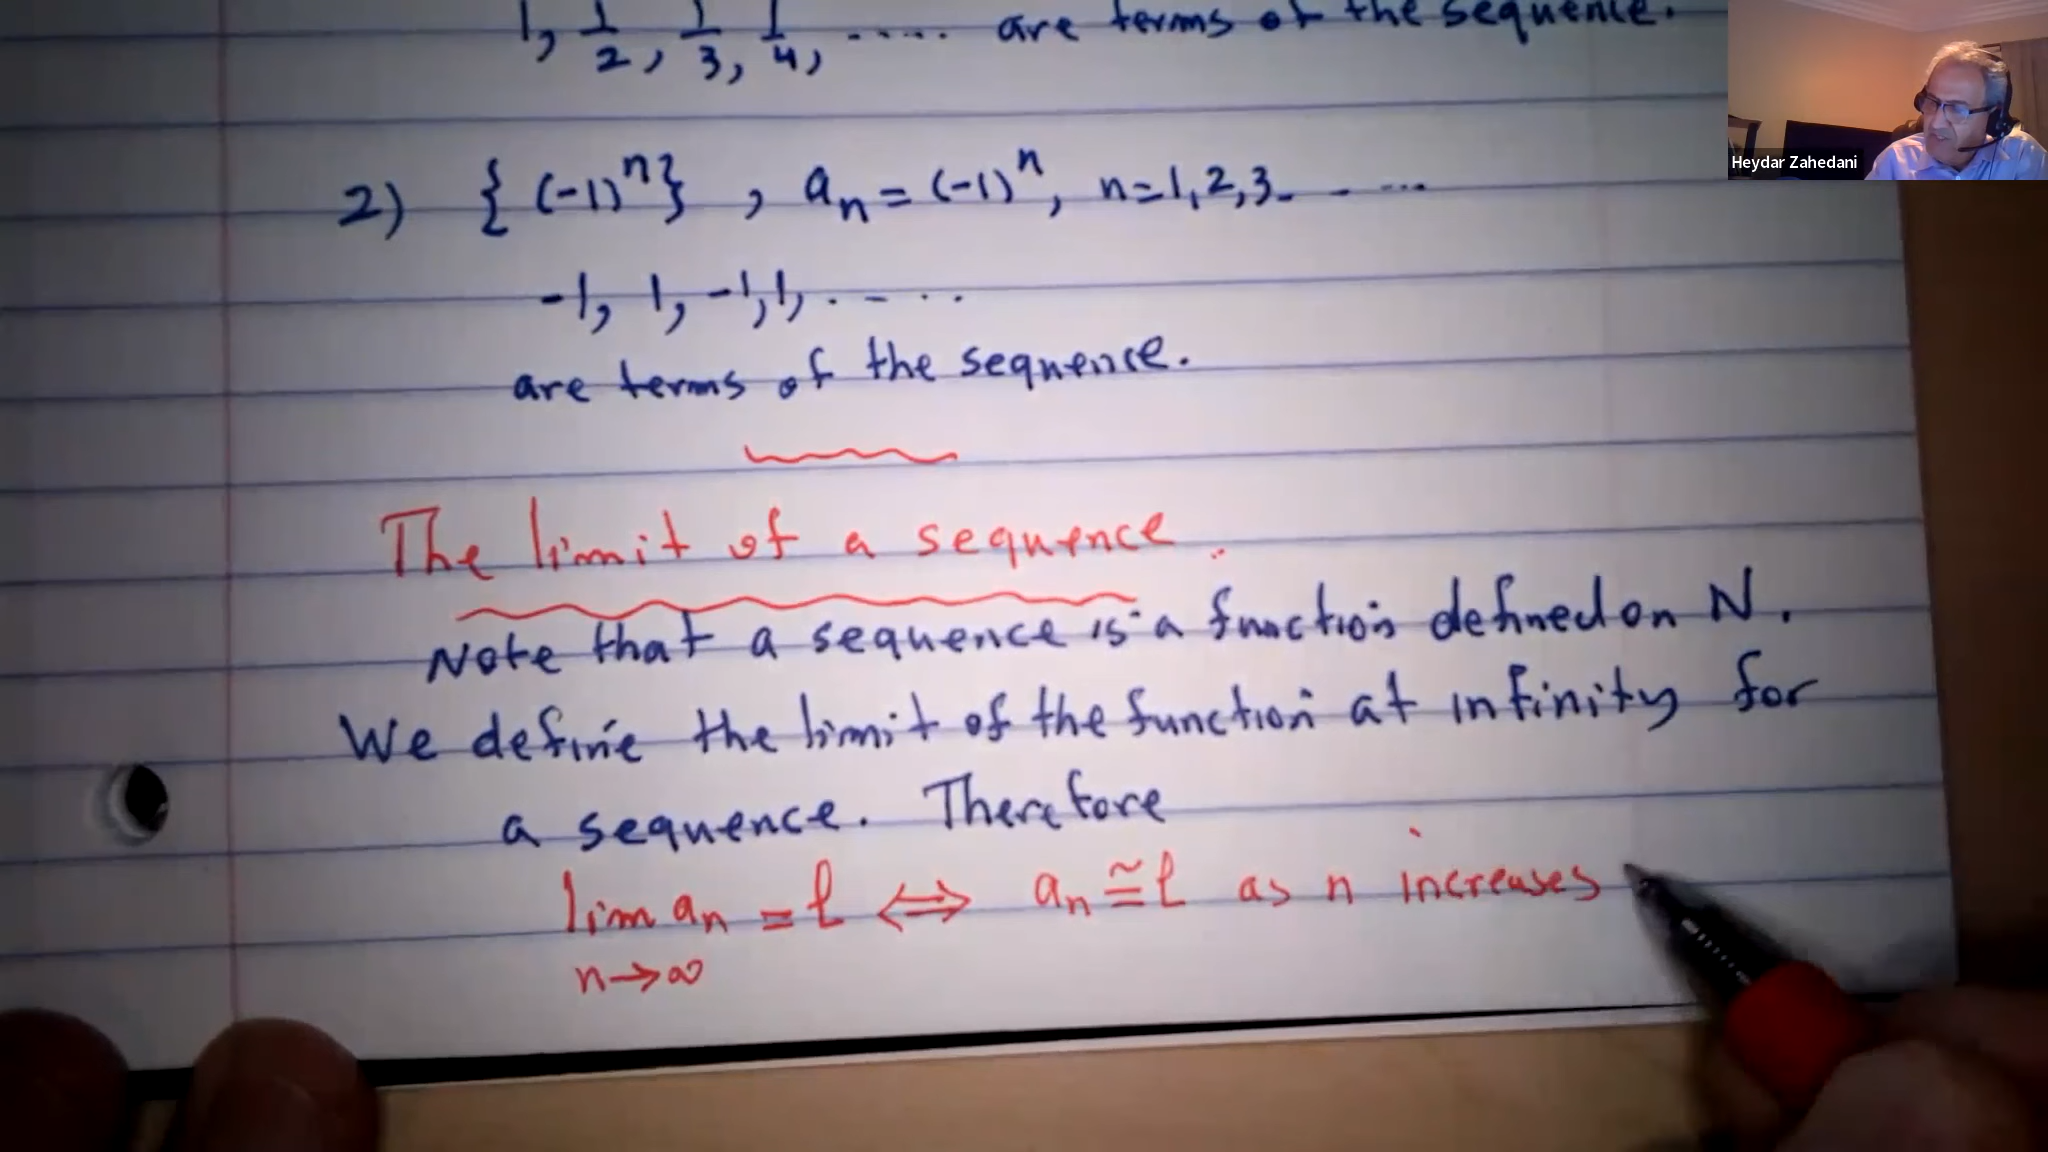 1, 1/2, 1/3, 1/4, ..... are terms of the sequence.
Heydar Zahedani
2) { (-1)^n } , a_n = (-1)^n, n=1,2,3- - ...
-1, 1, -1,1, . - . .
are terms of the sequence.
The limit of a sequence.
Note that a sequence is a function defined on N.
We define the limit of the function at infinity for
a sequence. Therefore
lim a_n = l ⇔ a_n ≅ l as n increases
n→∞